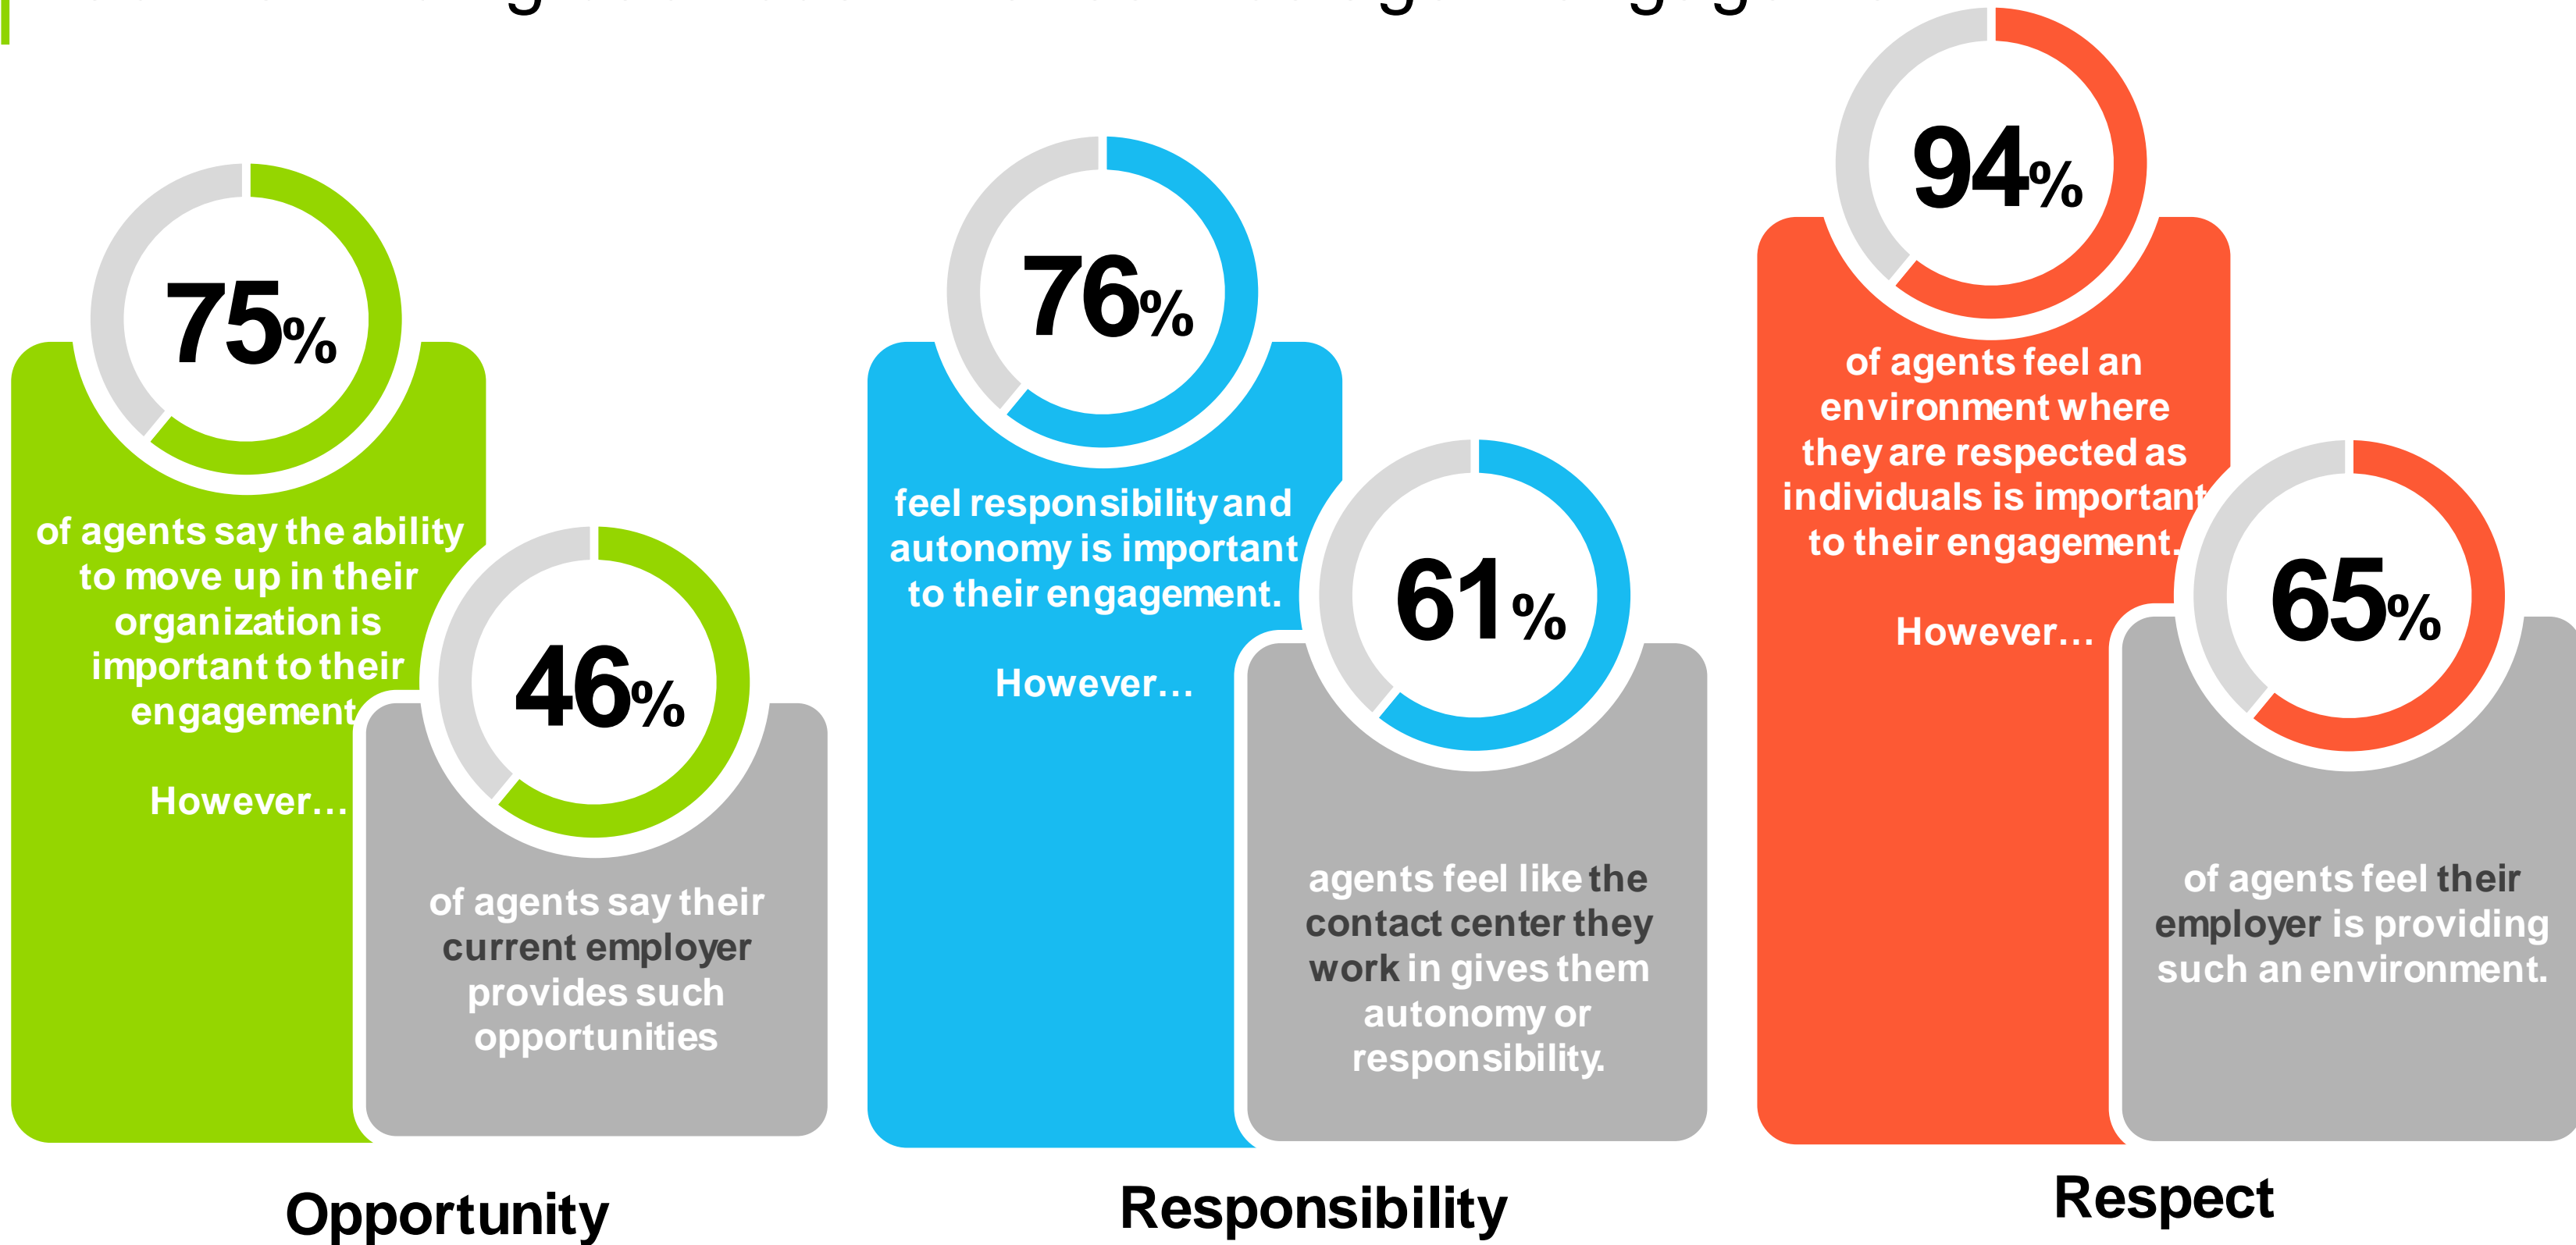 75%
of agents say the ability
to move up in their
organization is
important to their
engagement
However...
46%
of agents say their
current employer
provides such
opportunities
Opportunity
76%
feel responsibility and
autonomy is important
to their engagement.
However...
61%
agents feel like the
contact center they
work in gives them
autonomy or
responsibility.
Responsibility
94%
of agents feel an
environment where
they are respected as
individuals is important
to their engagement.
However...
65%
of agents feel their
employer is providing
such an environment.
Respect